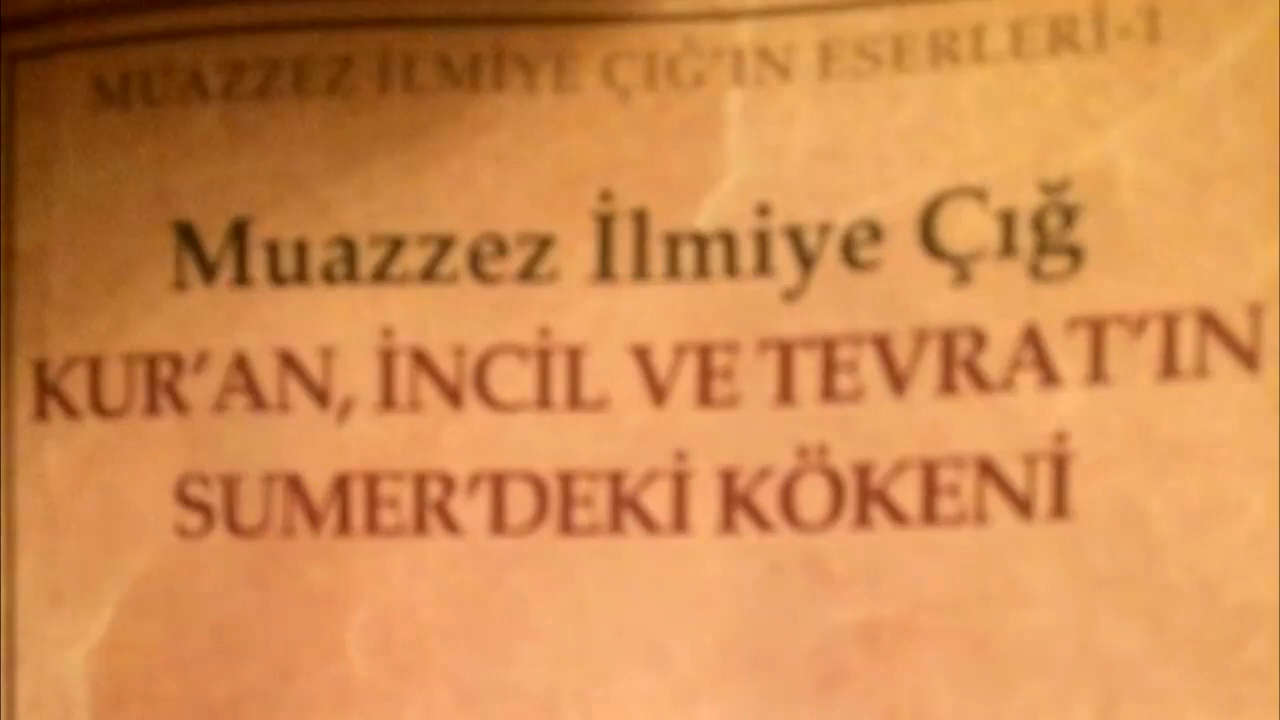 MUAZZEZ İLMİYE ÇIĞ'IN ESERLERİ-1
Muazzez İlmiye Çığ
KUR'AN, İNCİL VE TEVRAT'IN
SUMER'DEKİ KÖKENİ